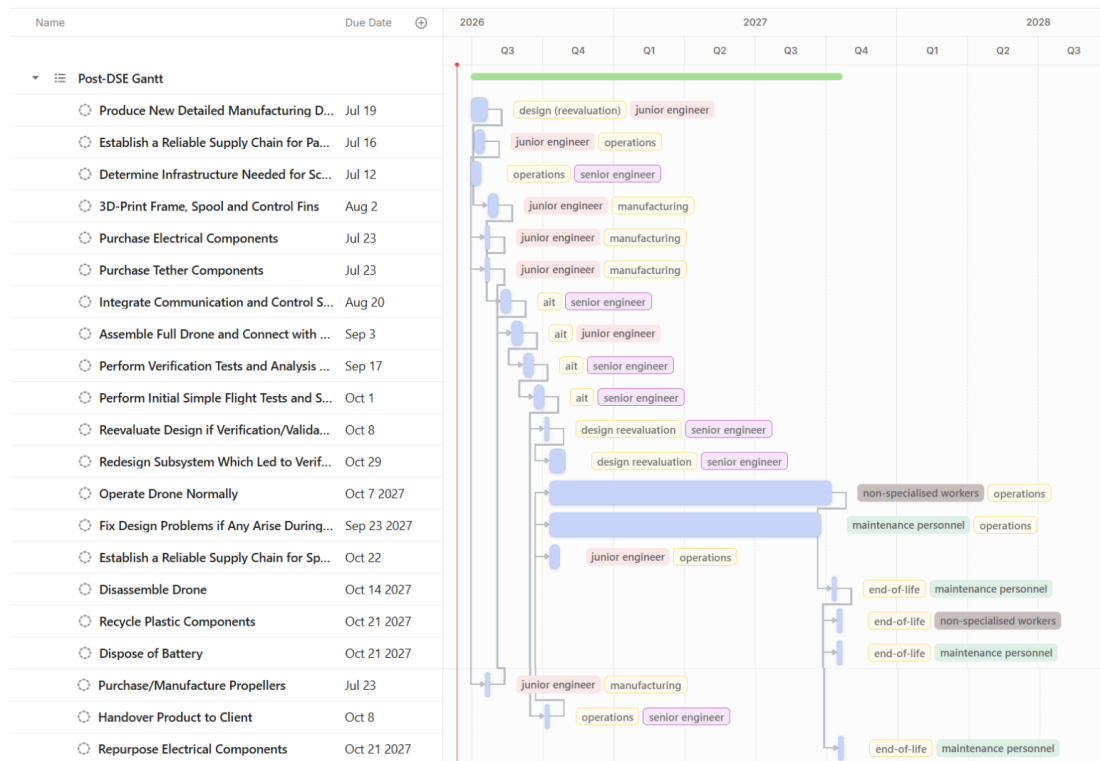 Name Due Date 2026 2027 2028
Q3 Q4 Q1 Q2 Q3 Q4 Q1 Q2 Q3
Post-DSE Gantt
Produce New Detailed Manufacturing D... Jul 19 design (reevaluation) junior engineer
Establish a Reliable Supply Chain for Pa... Jul 16 junior engineer operations
Determine Infrastructure Needed for Sc... Jul 12 operations senior engineer
3D-Print Frame, Spool and Control Fins Aug 2 junior engineer manufacturing
Purchase Electrical Components Jul 23 junior engineer manufacturing
Purchase Tether Components Jul 23 junior engineer manufacturing
Integrate Communication and Control S... Aug 20 ait senior engineer
Assemble Full Drone and Connect with ... Sep 3 ait junior engineer
Perform Verification Tests and Analysis ... Sep 17 ait senior engineer
Perform Initial Simple Flight Tests and S... Oct 1 ait senior engineer
Reevaluate Design if Verification/Valida... Oct 8 design reevaluation senior engineer
Redesign Subsystem Which Led to Verif... Oct 29 design reevaluation senior engineer
Operate Drone Normally Oct 7 2027 non-specialised workers operations
Fix Design Problems if Any Arise During... Sep 23 2027 maintenance personnel operations
Establish a Reliable Supply Chain for Sp... Oct 22 junior engineer operations
Disassemble Drone Oct 14 2027 end-of-life maintenance personnel
Recycle Plastic Components Oct 21 2027 end-of-life non-specialised workers
Dispose of Battery Oct 21 2027 end-of-life maintenance personnel
Purchase/Manufacture Propellers Jul 23 junior engineer manufacturing
Handover Product to Client Oct 8 operations senior engineer
Repurpose Electrical Components Oct 21 2027 end-of-life maintenance personnel